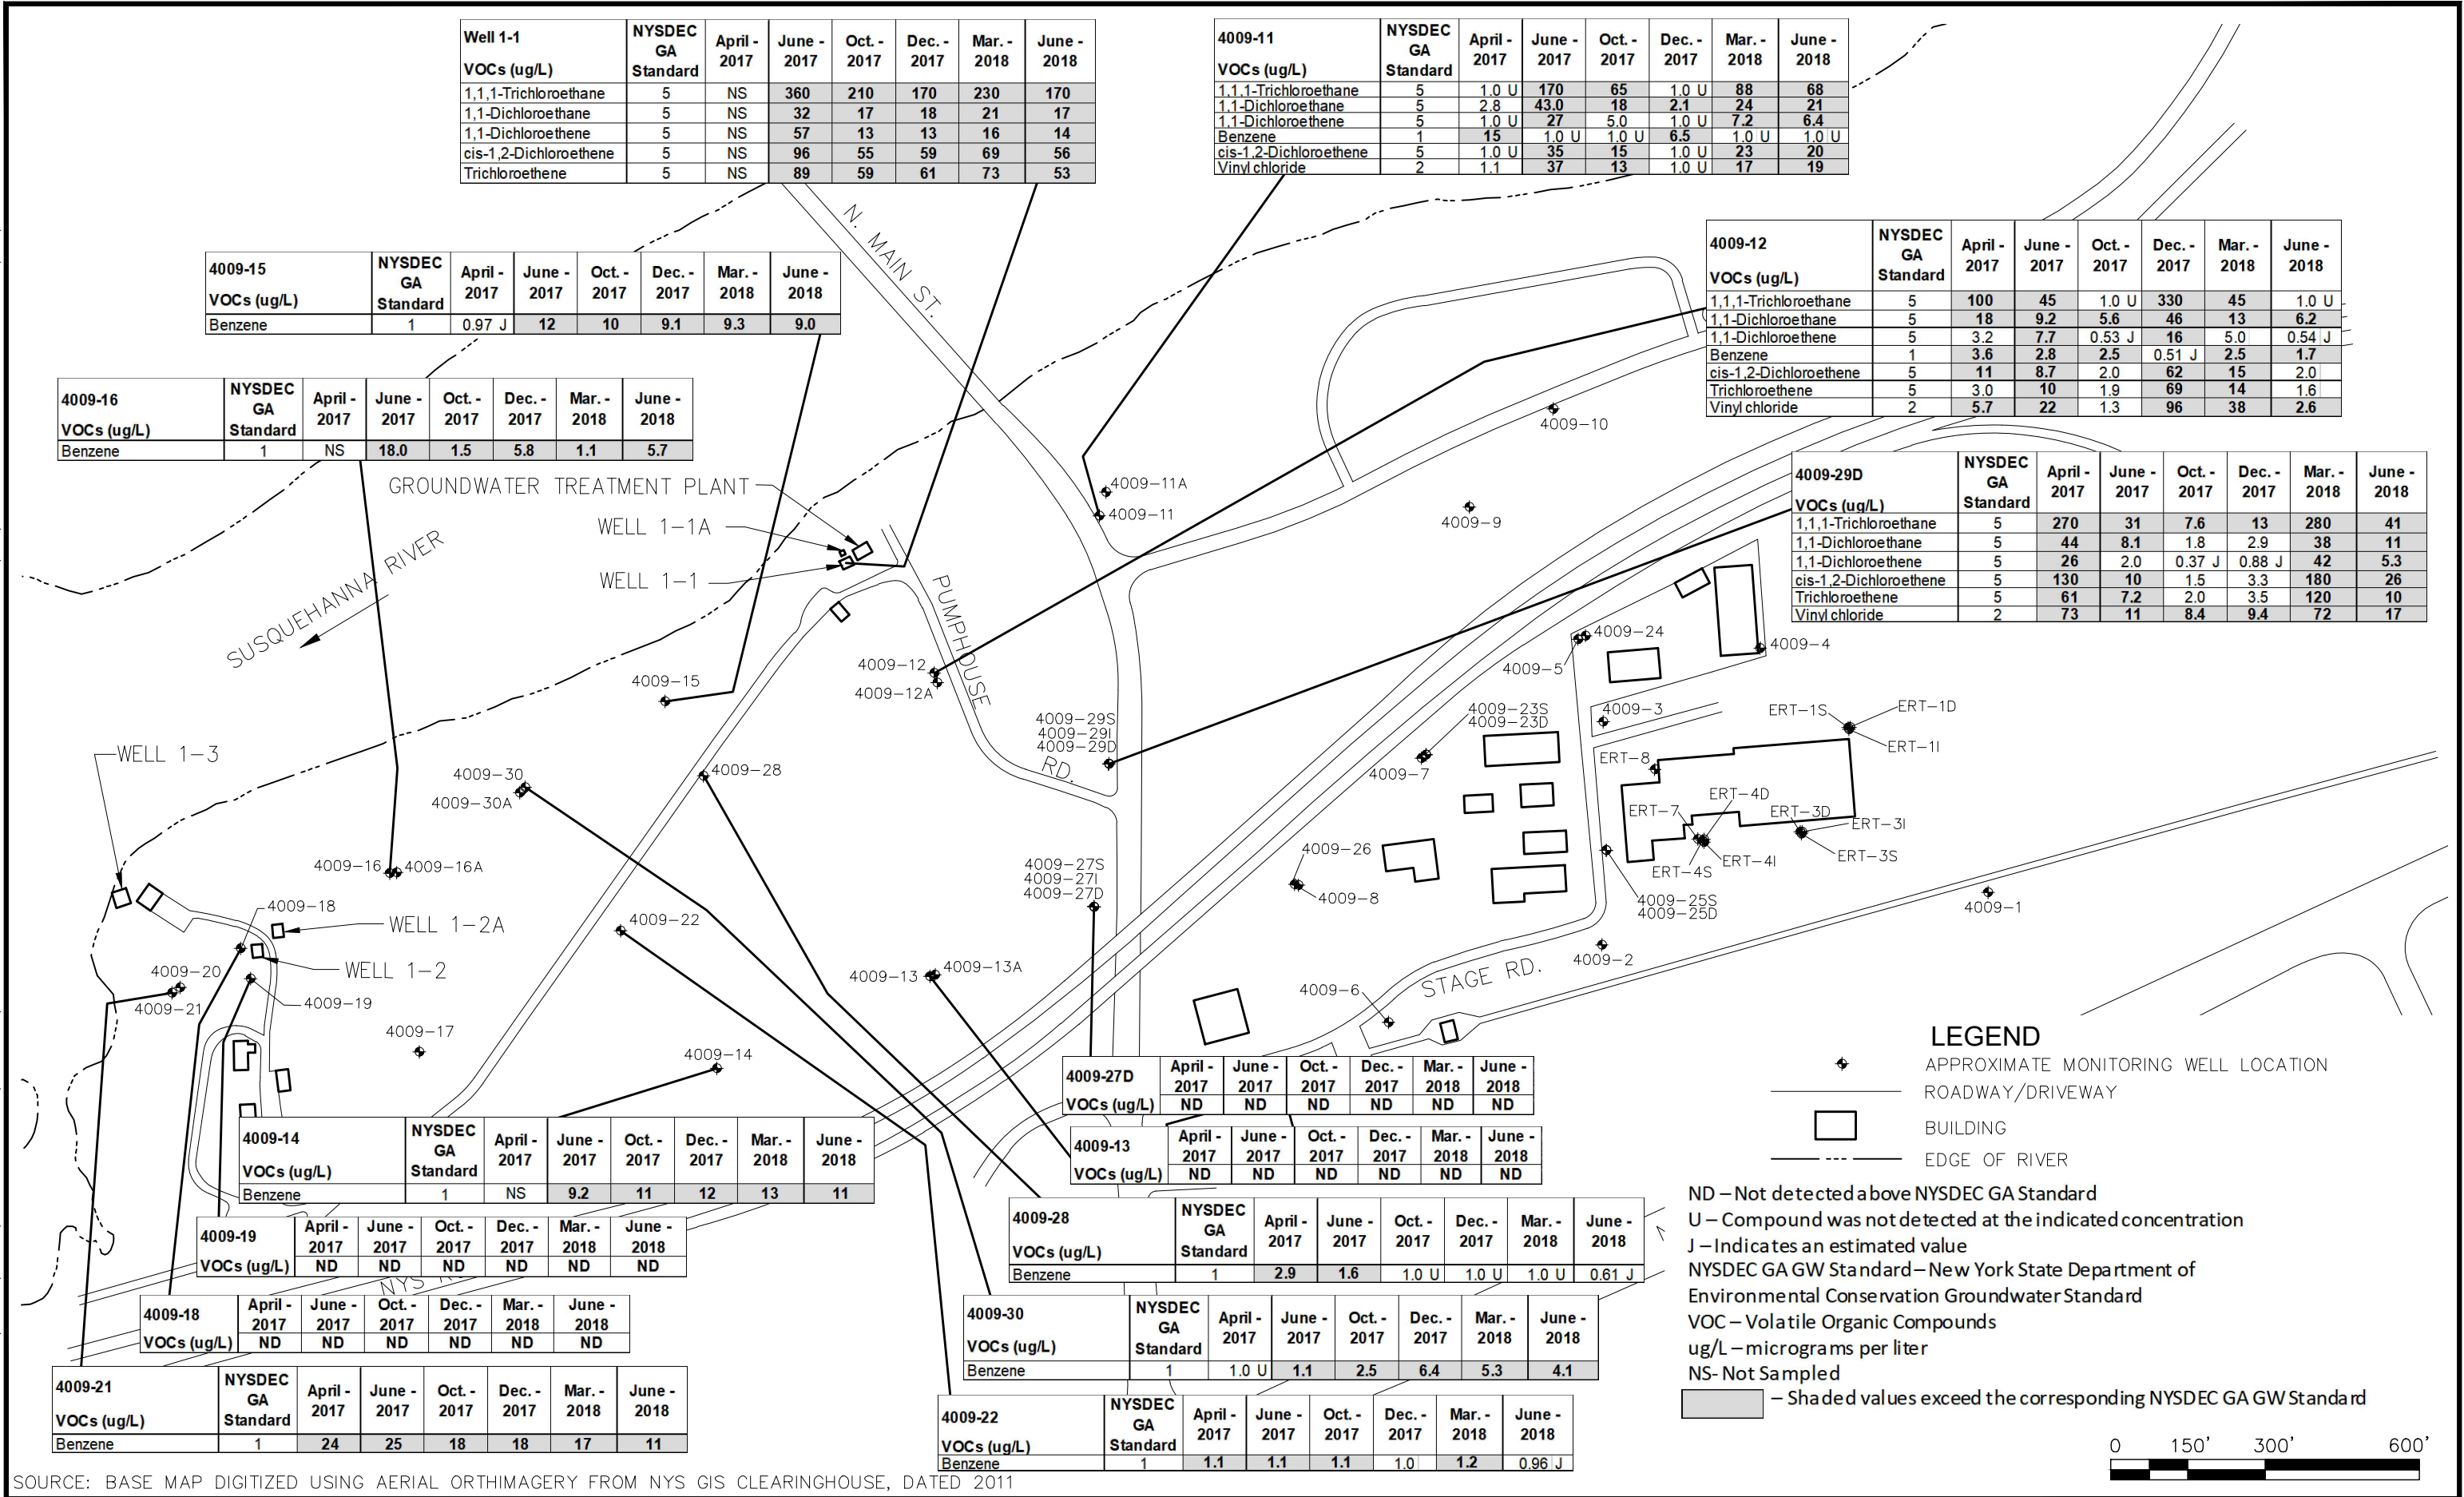 Well 1-1 NYSDEC GA Standard April - 2017 June - 2017 Oct. - 2017 Dec. - 2017 Mar. - 2018 June - 2018
VOCs (ug/L)
1,1,1-Trichloroethane 5 NS 360 210 170 230 170
1,1-Dichloroethane 5 NS 32 17 18 21 17
1,1-Dichloroethene 5 NS 57 13 13 16 14
cis-1,2-Dichloroethene 5 NS 96 55 59 69 56
Trichloroethene 5 NS 89 59 61 73 53
4009-11 NYSDEC GA Standard April - 2017 June - 2017 Oct. - 2017 Dec. - 2017 Mar. - 2018 June - 2018
VOCs (ug/L)
1,1,1-Trichloroethane 5 1.0 U 170 65 1.0 U 88 68
1,1-Dichloroethane 5 2.8 43.0 18 2.1 24 21
1,1-Dichloroethene 5 1.0 U 27 5.0 1.0 U 7.2 6.4
Benzene 1 15 1.0 U 1.0 U 6.5 1.0 U 1.0 U
cis-1,2-Dichloroethene 5 1.0 U 35 15 1.0 U 23 20
Vinyl chloride 2 1.1 37 13 1.0 U 17 19
4009-12 NYSDEC GA Standard April - 2017 June - 2017 Oct. - 2017 Dec. - 2017 Mar. - 2018 June - 2018
VOCs (ug/L)
1,1,1-Trichloroethane 5 100 45 1.0 U 330 45 1.0 U
1,1-Dichloroethane 5 18 9.2 5.6 46 13 6.2
1,1-Dichloroethene 5 3.2 7.7 0.53 J 16 5.0 0.54 J
Benzene 1 3.6 2.8 2.5 0.51 J 2.5 1.7
cis-1,2-Dichloroethene 5 11 8.7 2.0 62 15 2.0
Trichloroethene 5 3.0 10 1.9 69 14 1.6
Vinyl chloride 2 5.7 22 1.3 96 38 2.6
4009-15 NYSDEC GA Standard April - 2017 June - 2017 Oct. - 2017 Dec. - 2017 Mar. - 2018 June - 2018
VOCs (ug/L)
Benzene 1 0.97 J 12 10 9.1 9.3 9.0
4009-16 NYSDEC GA Standard April - 2017 June - 2017 Oct. - 2017 Dec. - 2017 Mar. - 2018 June - 2018
VOCs (ug/L)
Benzene 1 NS 18.0 1.5 5.8 1.1 5.7
4009-29D NYSDEC GA Standard April - 2017 June - 2017 Oct. - 2017 Dec. - 2017 Mar. - 2018 June - 2018
VOCs (ug/L)
1,1,1-Trichloroethane 5 270 31 7.6 13 280 41
1,1-Dichloroethane 5 44 8.1 1.8 2.9 38 11
1,1-Dichloroethene 5 26 2.0 0.37 J 0.88 J 42 5.3
cis-1,2-Dichloroethene 5 130 10 1.5 3.3 180 26
Trichloroethene 5 61 7.2 2.0 3.5 120 10
Vinyl chloride 2 73 11 8.4 9.4 72 17
N. MAIN ST.
4009-10
GROUNDWATER TREATMENT PLANT
4009-11A
4009-11
4009-9
WELL 1-1A
WELL 1-1
SUSQUEHANNA RIVER
PUMPHOUSE
RD.
4009-24
4009-5
4009-4
4009-12
4009-12A
4009-15
4009-29S
4009-29I
4009-29D
4009-23S
4009-23D
4009-7
4009-3
ERT-1S
ERT-1D
ERT-1I
ERT-8
WELL 1-3
4009-30
4009-30A
4009-28
ERT-7
ERT-4D
ERT-3D
ERT-3I
ERT-3S
ERT-4I
ERT-4S
4009-16
4009-16A
4009-27S
4009-27I
4009-27D
4009-26
4009-8
4009-25S
4009-25D
4009-1
4009-18
WELL 1-2A
4009-22
WELL 1-2
4009-20
4009-21
4009-19
4009-13
4009-13A
4009-2
STAGE RD.
4009-6
4009-17
4009-14
4009-27D April - 2017 June - 2017 Oct. - 2017 Dec. - 2017 Mar. - 2018 June - 2018
VOCs (ug/L) ND ND ND ND ND ND
4009-13 April - 2017 June - 2017 Oct. - 2017 Dec. - 2017 Mar. - 2018 June - 2018
VOCs (ug/L) ND ND ND ND ND ND
4009-14 NYSDEC GA Standard April - 2017 June - 2017 Oct. - 2017 Dec. - 2017 Mar. - 2018 June - 2018
VOCs (ug/L)
Benzene 1 NS 9.2 11 12 13 11
4009-19 April - 2017 June - 2017 Oct. - 2017 Dec. - 2017 Mar. - 2018 June - 2018
VOCs (ug/L) ND ND ND ND ND ND
NYS
4009-18 April - 2017 June - 2017 Oct. - 2017 Dec. - 2017 Mar. - 2018 June - 2018
VOCs (ug/L) ND ND ND ND ND ND
4009-21 NYSDEC GA Standard April - 2017 June - 2017 Oct. - 2017 Dec. - 2017 Mar. - 2018 June - 2018
VOCs (ug/L)
Benzene 1 24 25 18 18 17 11
4009-28 NYSDEC GA Standard April - 2017 June - 2017 Oct. - 2017 Dec. - 2017 Mar. - 2018 June - 2018
VOCs (ug/L)
Benzene 1 2.9 1.6 1.0 U 1.0 U 1.0 U 0.61 J
4009-30 NYSDEC GA Standard April - 2017 June - 2017 Oct. - 2017 Dec. - 2017 Mar. - 2018 June - 2018
VOCs (ug/L)
Benzene 1 1.0 U 1.1 2.5 6.4 5.3 4.1
4009-22 NYSDEC GA Standard April - 2017 June - 2017 Oct. - 2017 Dec. - 2017 Mar. - 2018 June - 2018
VOCs (ug/L)
Benzene 1 1.1 1.1 1.1 1.0 1.2 0.96 J
LEGEND
APPROXIMATE MONITORING WELL LOCATION
ROADWAY/DRIVEWAY
BUILDING
EDGE OF RIVER
ND – Not detected above NYSDEC GA Standard
U – Compound was not detected at the indicated concentration
J – Indicates an estimated value
NYSDEC GA GW Standard – New York State Department of
Environmental Conservation Groundwater Standard
VOC – Volatile Organic Compounds
ug/L – micrograms per liter
NS- Not Sampled
– Shaded values exceed the corresponding NYSDEC GA GW Standard
0 150' 300' 600'
SOURCE: BASE MAP DIGITIZED USING AERIAL ORTHIMAGERY FROM NYS GIS CLEARINGHOUSE, DATED 2011